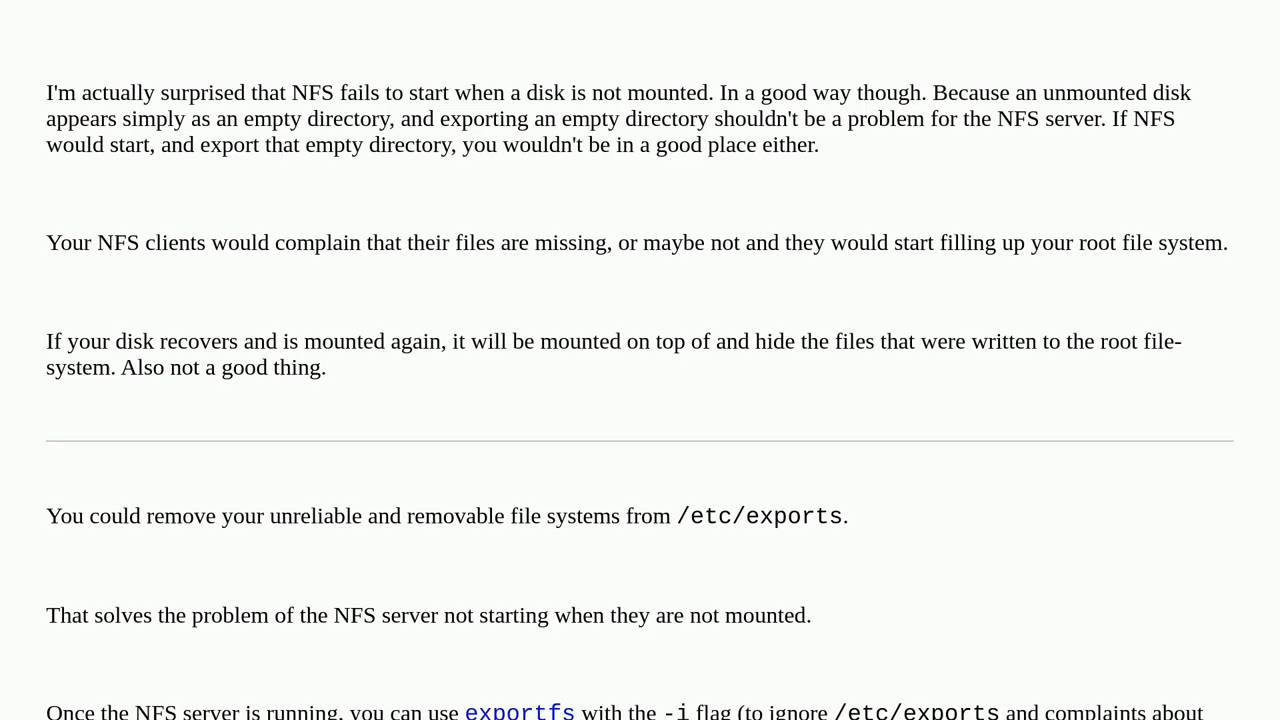 I'm actually surprised that NFS fails to start when a disk is not mounted. In a good way though. Because an unmounted disk
appears simply as an empty directory, and exporting an empty directory shouldn't be a problem for the NFS server. If NFS
would start, and export that empty directory, you wouldn't be in a good place either.
Your NFS clients would complain that their files are missing, or maybe not and they would start filling up your root file system.
If your disk recovers and is mounted again, it will be mounted on top of and hide the files that were written to the root file-
system. Also not a good thing.
You could remove your unreliable and removable file systems from /etc/exports.
That solves the problem of the NFS server not starting when they are not mounted.
Once the NFS server is running, you can use exportfs with the -i flag (to ignore /etc/exports and complaints about